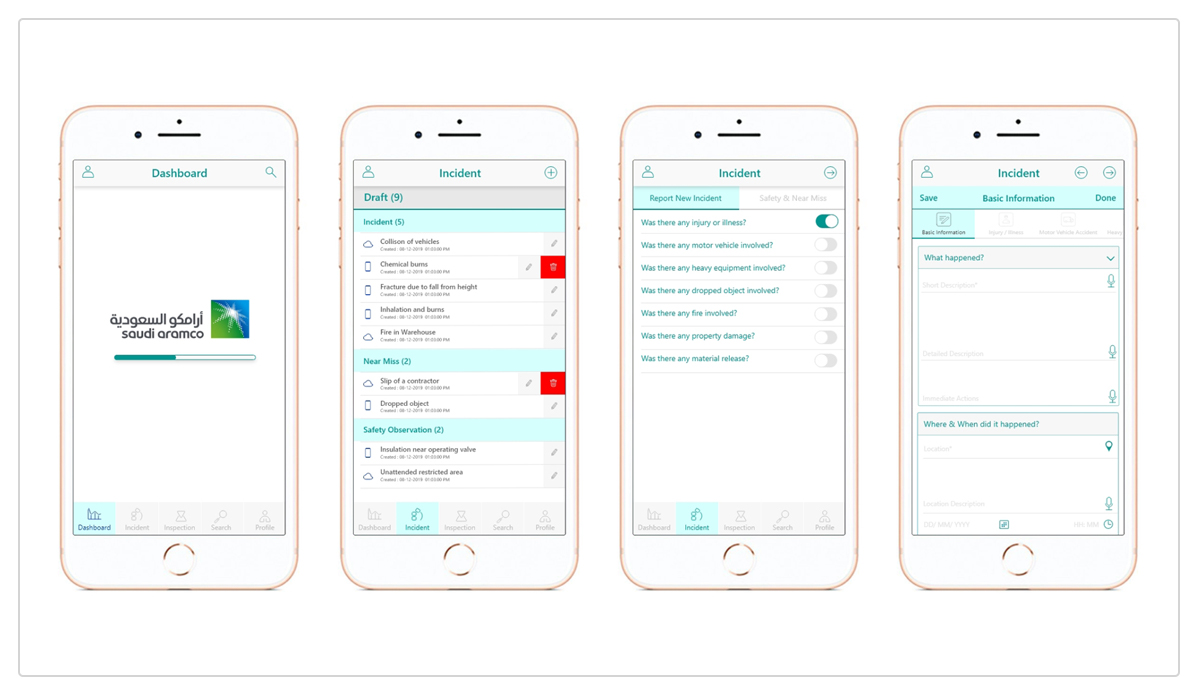 Dashboard
أرامكو السعودية
saudi aramco
Dashboard
Incident
Inspection
Search
Profile
Incident
Draft (9)
Incident (5)
Collison of vehicles
Created : 08-12-2019 01:03:00 PM
Chemical burns
Created : 08-12-2019 01:03:00 PM
Fracture due to fall from height
Created : 08-12-2019 01:03:00 PM
Inhalation and burns
Created : 08-12-2019 01:03:00 PM
Fire in Warehouse
Created : 08-12-2019 01:03:00 PM
Near Miss (2)
Slip of a contractor
Created : 08-12-2019 01:03:00 PM
Dropped object
Created : 08-12-2019 01:03:00 PM
Safety Observation (2)
Insulation near operating valve
Created : 08-12-2019 01:03:00 PM
Unattended restricted area
Created : 08-12-2019 01:03:00 PM
Dashboard
Incident
Inspection
Search
Profile
Incident
Report New Incident
Safety & Near Miss
Was there any injury or illness?
Was there any motor vehicle involved?
Was there any heavy equipment involved?
Was there any dropped object involved?
Was there any fire involved?
Was there any property damage?
Was there any material release?
Dashboard
Incident
Inspection
Search
Profile
Incident
Save
Basic Information
Done
Basic Information
Injury / Illness
Motor Vehicle Accident
Heavy
What happened?
Short Description*
Detailed Description
Immediate Actions
Where & When did it happened?
Location*
Location Description
DD/ MM/ YYYY
HH: MM